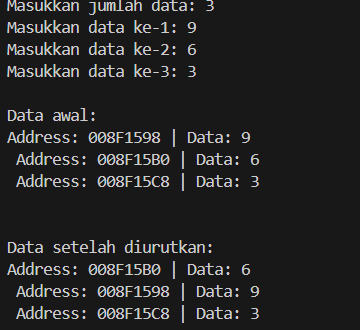 Masukkan jumlah data: 3
Masukkan data ke-1: 9
Masukkan data ke-2: 6
Masukkan data ke-3: 3
Data awal:
Address: 008F1598 | Data: 9
Address: 008F15B0 | Data: 6
Address: 008F15C8 | Data: 3
Data setelah diurutkan:
Address: 008F15B0 | Data: 6
Address: 008F1598 | Data: 9
Address: 008F15C8 | Data: 3